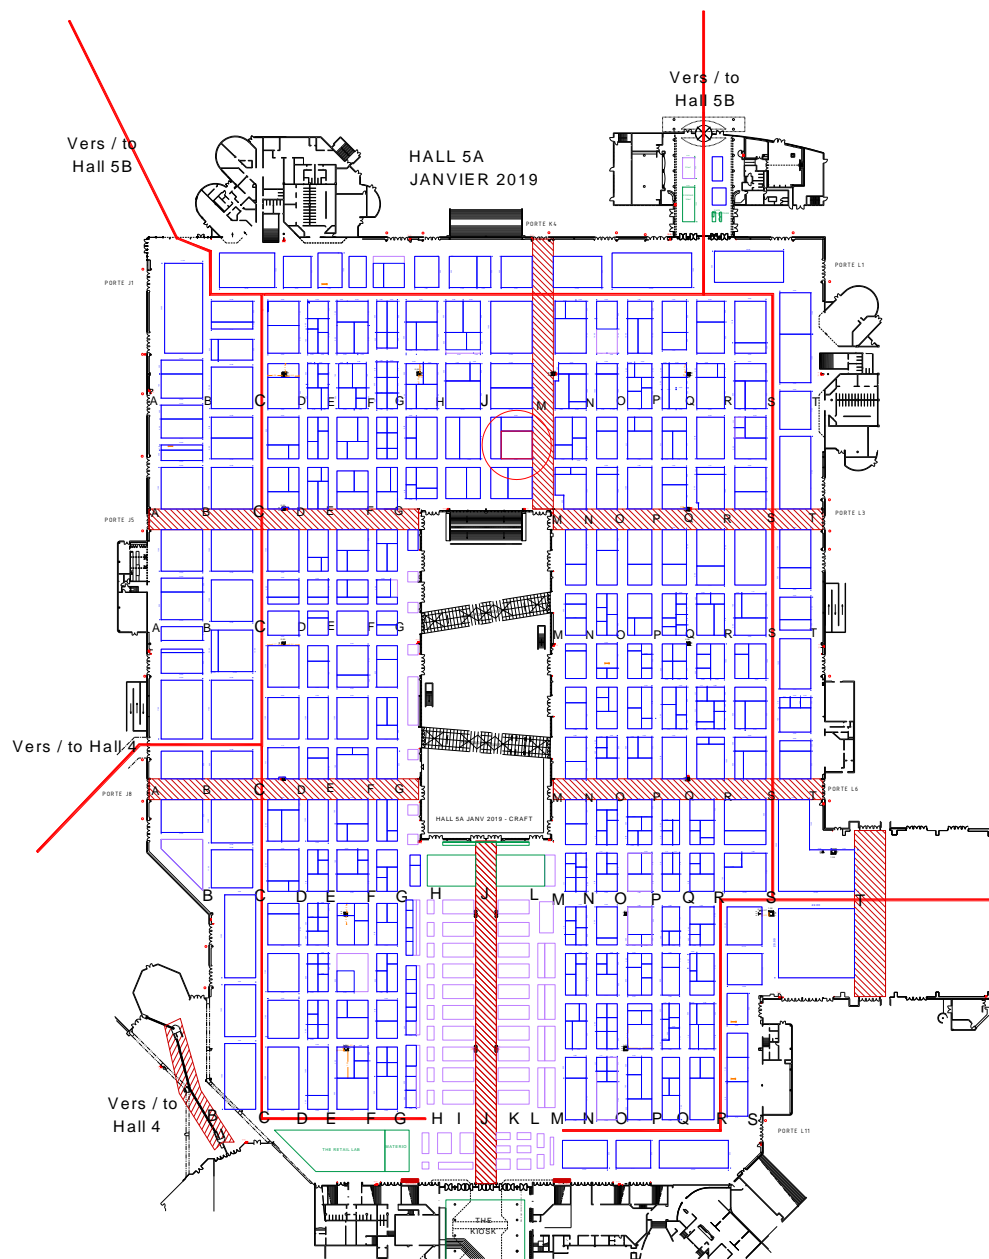 Vers / to
Hall 5B
Vers / to
Hall 5B
HALL 5A
JANVIER 2019
PORTE K4
PORTE J1
PORTE L1
A B C D E F G H J M N O P Q R S T
PORTE J5
A B C D E F G M N O P Q R S T
PORTE L3
A B C D E F G M N O P Q R S T
Vers / to Hall 4
PORTE J8
A B C D E F G M N O P Q R S T
PORTE L6
HALL 5A JANV 2019 - CRAFT
B C D E F G H J L M N O P Q R S T
Vers / to
Hall 4
B
C D E F G H I J K L M N O P Q R S
PORTE L11
THE RETAIL LAB
THE
KIOSK